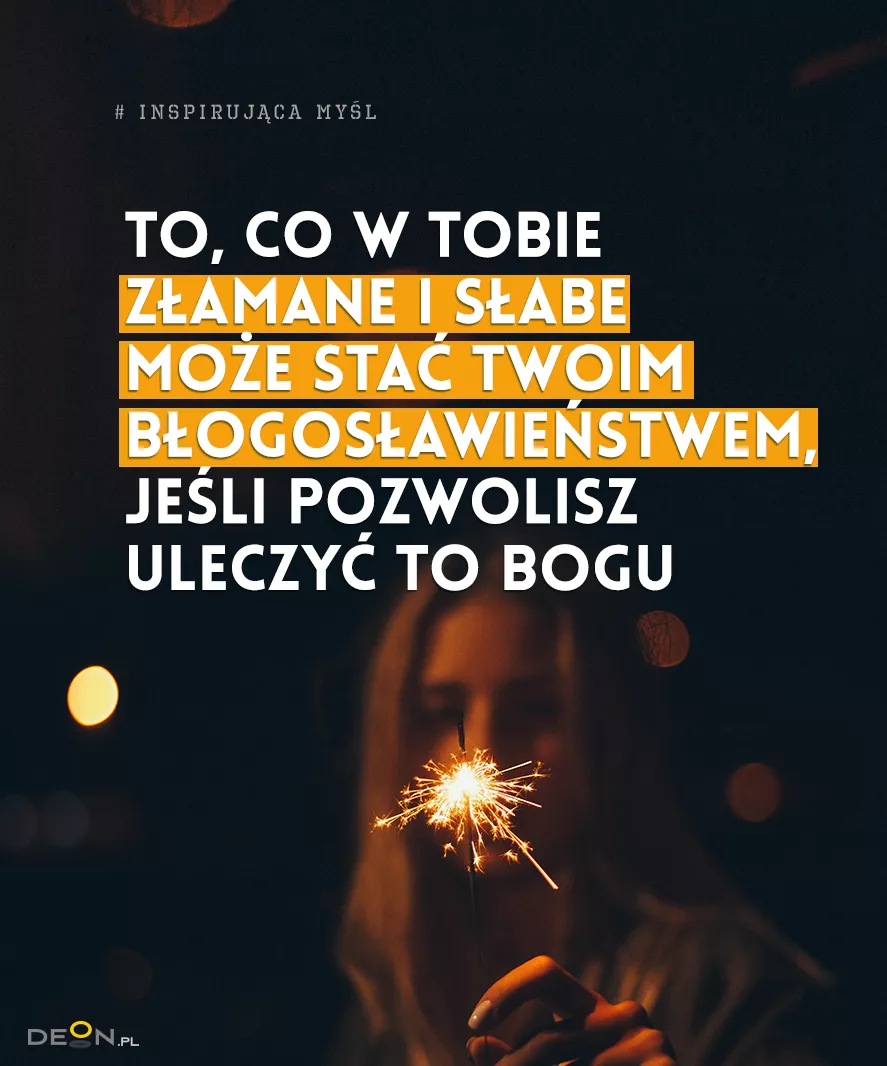 # INSPIRUJĄCA MYŚL
TO, CO W TOBIE
ZŁAMANE I SŁABE
MOŻE STAĆ TWOIM
BŁOGOSŁAWIEŃSTWEM,
JEŚLI POZWOLISZ
ULECZYĆ TO BOGU
DEON.PL